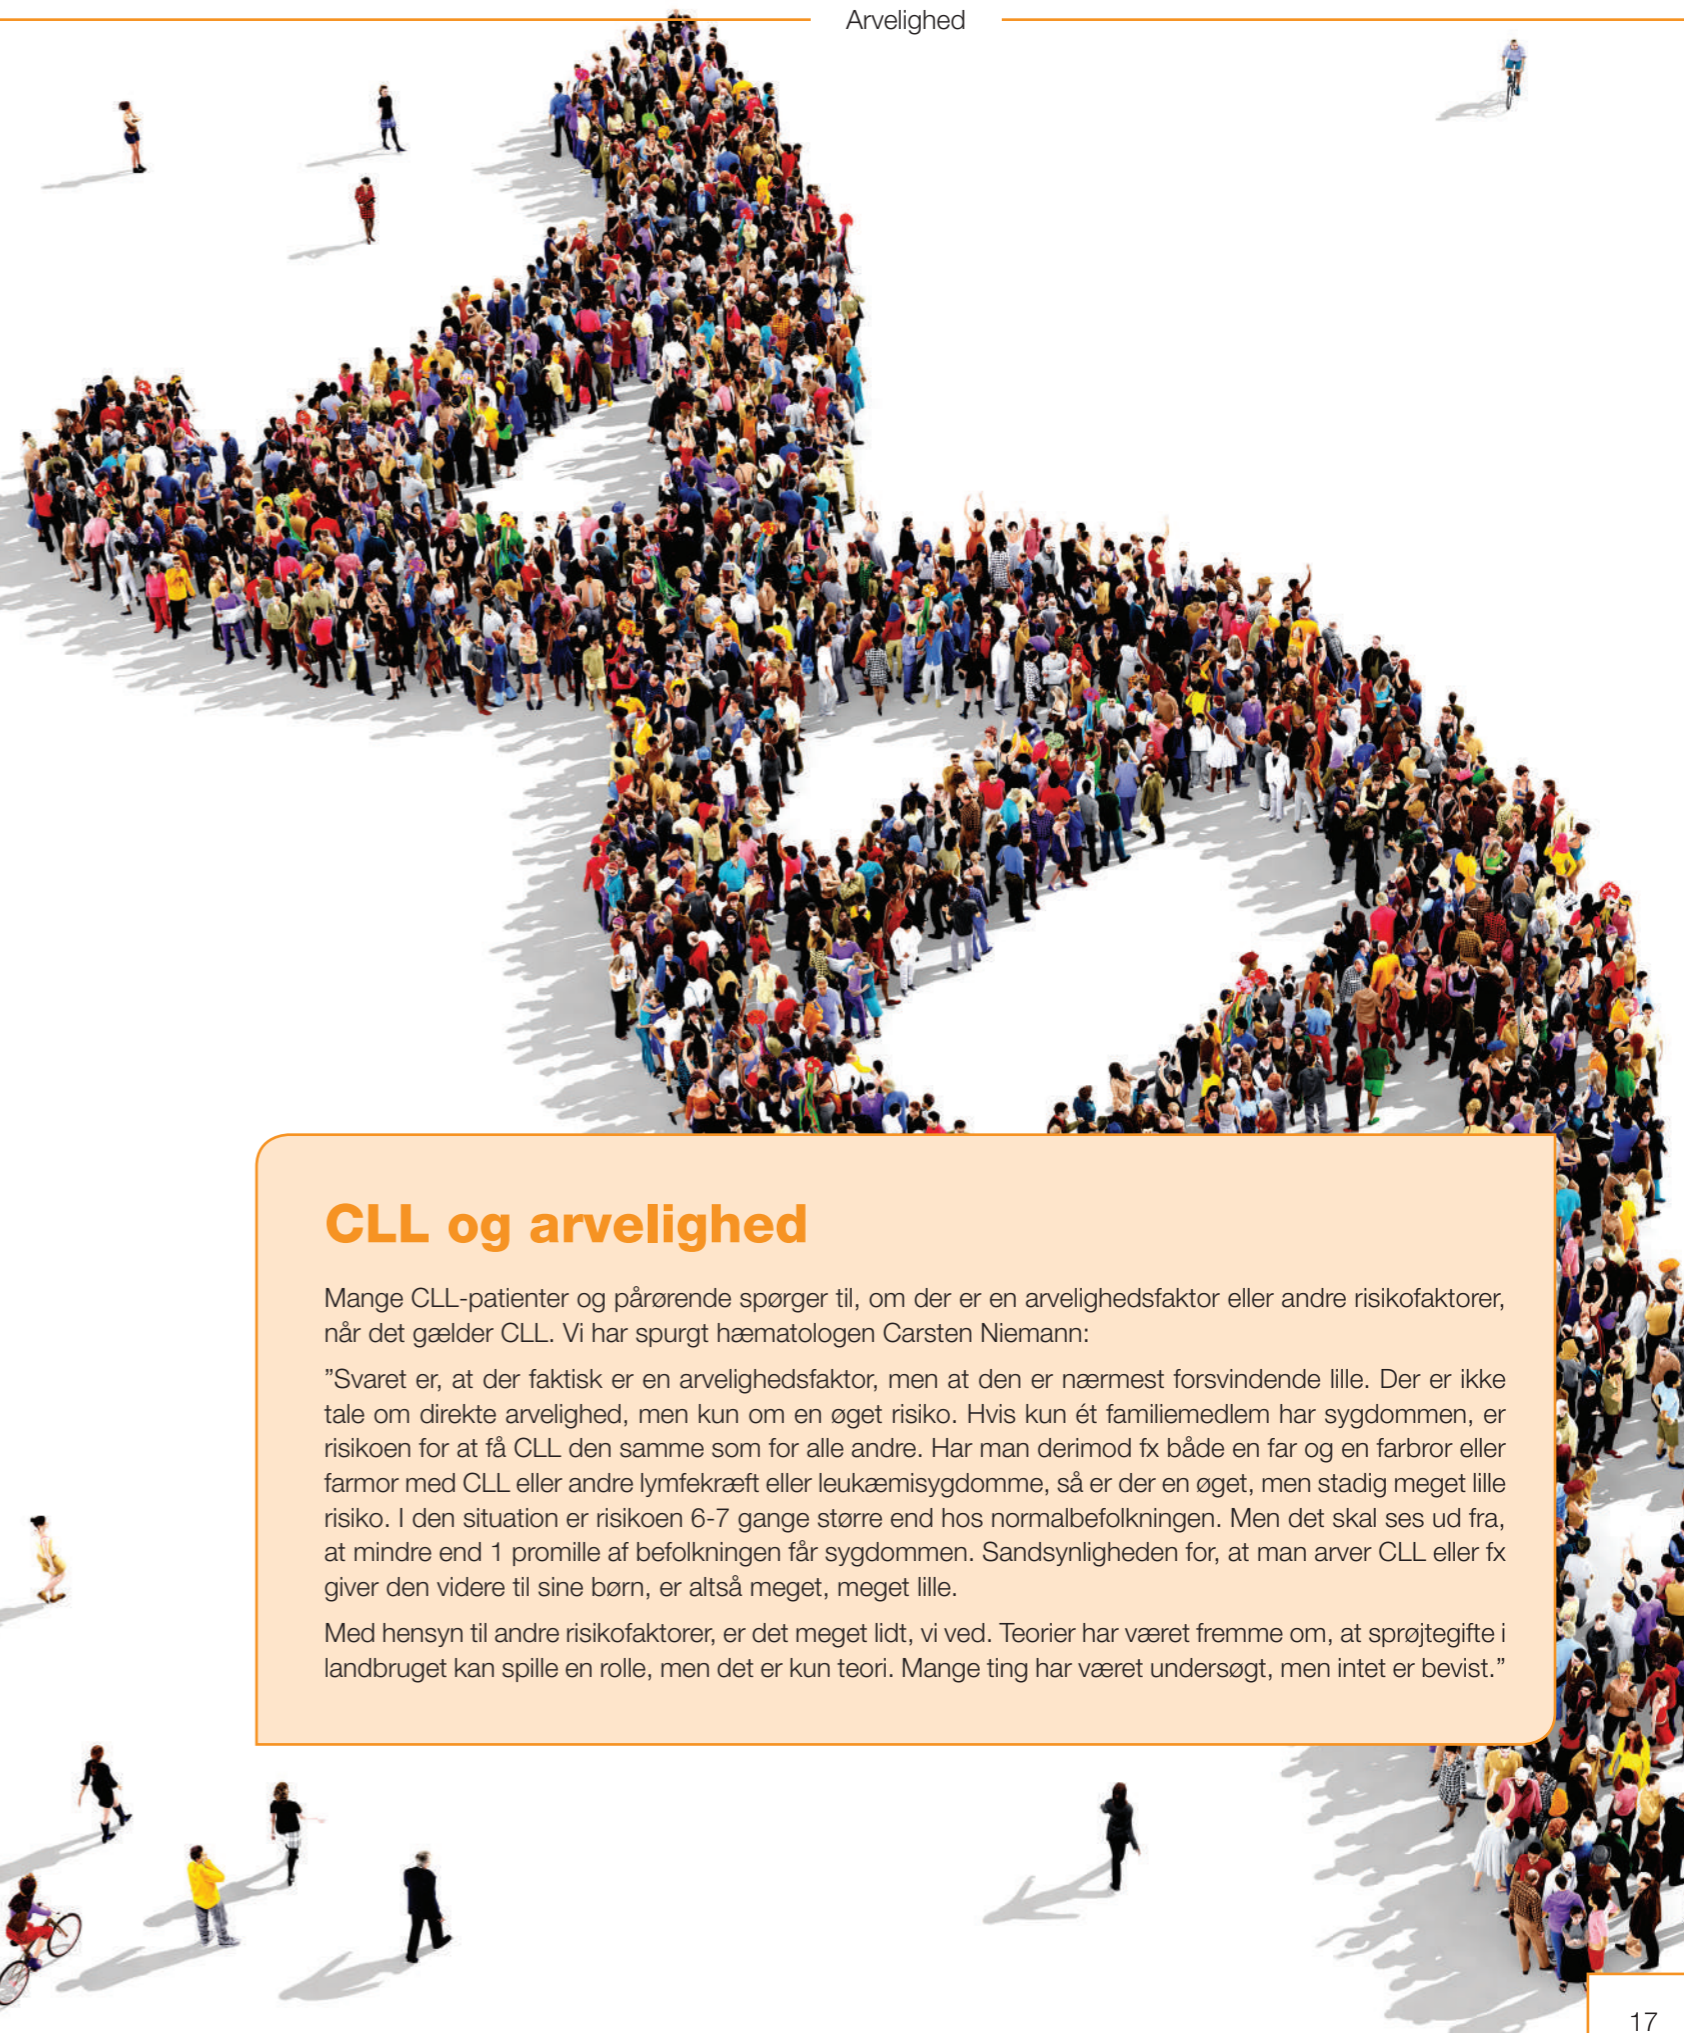 Arvelighed
CLL og arvelighed
Mange CLL-patienter og pårørende spørger til, om der er en arvelighedsfaktor eller andre risikofaktorer,
når det gælder CLL. Vi har spurgt hæmatologen Carsten Niemann:
”Svaret er, at der faktisk er en arvelighedsfaktor, men at den er nærmest forsvindende lille. Der er ikke
tale om direkte arvelighed, men kun om en øget risiko. Hvis kun ét familiemedlem har sygdommen, er
risikoen for at få CLL den samme som for alle andre. Har man derimod fx både en far og en farbror eller
farmor med CLL eller andre lymfekræft eller leukæmisygdomme, så er der en øget, men stadig meget lille
risiko. I den situation er risikoen 6-7 gange større end hos normalbefolkningen. Men det skal ses ud fra,
at mindre end 1 promille af befolkningen får sygdommen. Sandsynligheden for, at man arver CLL eller fx
giver den videre til sine børn, er altså meget, meget lille.
Med hensyn til andre risikofaktorer, er det meget lidt, vi ved. Teorier har været fremme om, at sprøjtegifte i
landbruget kan spille en rolle, men det er kun teori. Mange ting har været undersøgt, men intet er bevist.”
17